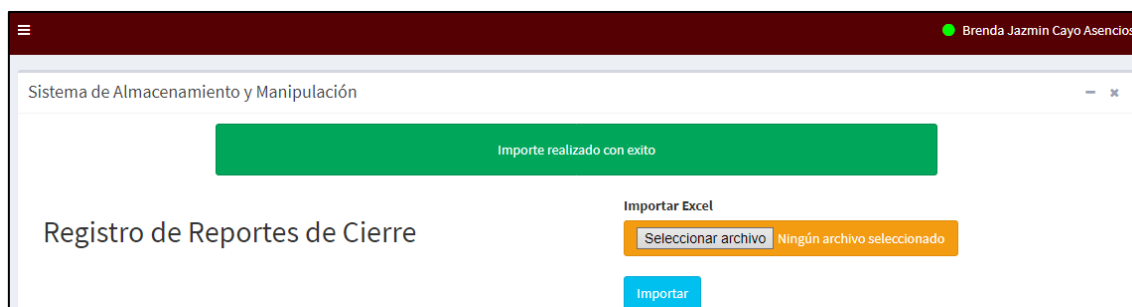 Brenda Jazmin Cayo Asencios
Sistema de Almacenamiento y Manipulación
Importe realizado con exito
Importar Excel
Registro de Reportes de Cierre
Seleccionar archivo Ningún archivo seleccionado
Importar